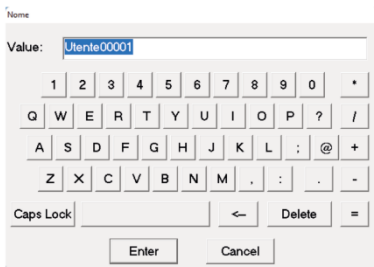 Nome
Value: Utente00001
1 2 3 4 5 6 7 8 9 0 *
Q W E R T Y U I O P ? /
A S D F G H J K L ; @ +
Z X C V B N M , : . -
Caps Lock <-- Delete =
Enter Cancel